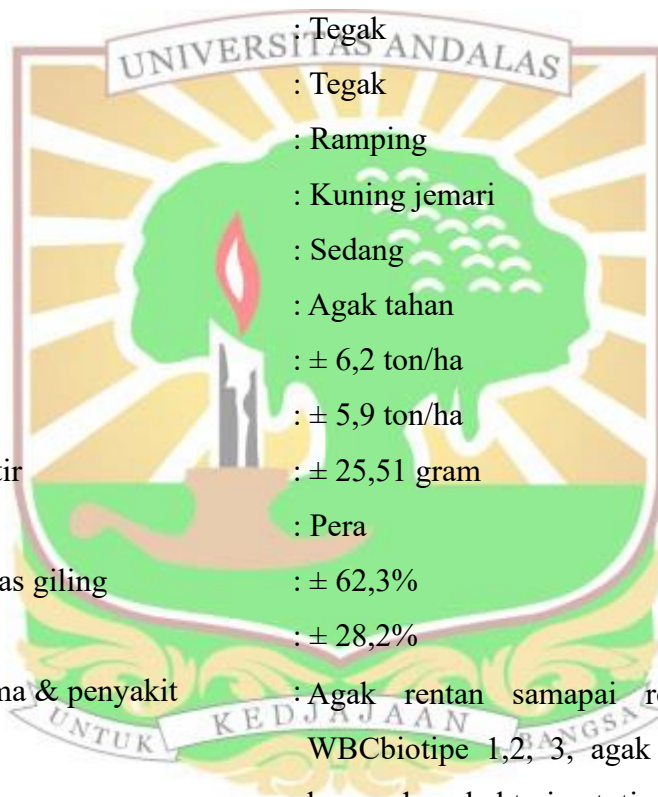 : Tegak
UNIVERSITAS ANDALAS
: Tegak
: Ramping
: Kuning jemari
: Sedang
: Agak tahan
: ± 6,2 ton/ha
: ± 5,9 ton/ha
tir : ± 25,51 gram
: Pera
as giling : ± 62,3%
: ± 28,2%
ma & penyakit : Agak rentan samapai
WBCbiotipe 1,2, 3, agak
UNTUK KEDJAJAAN BANGSA